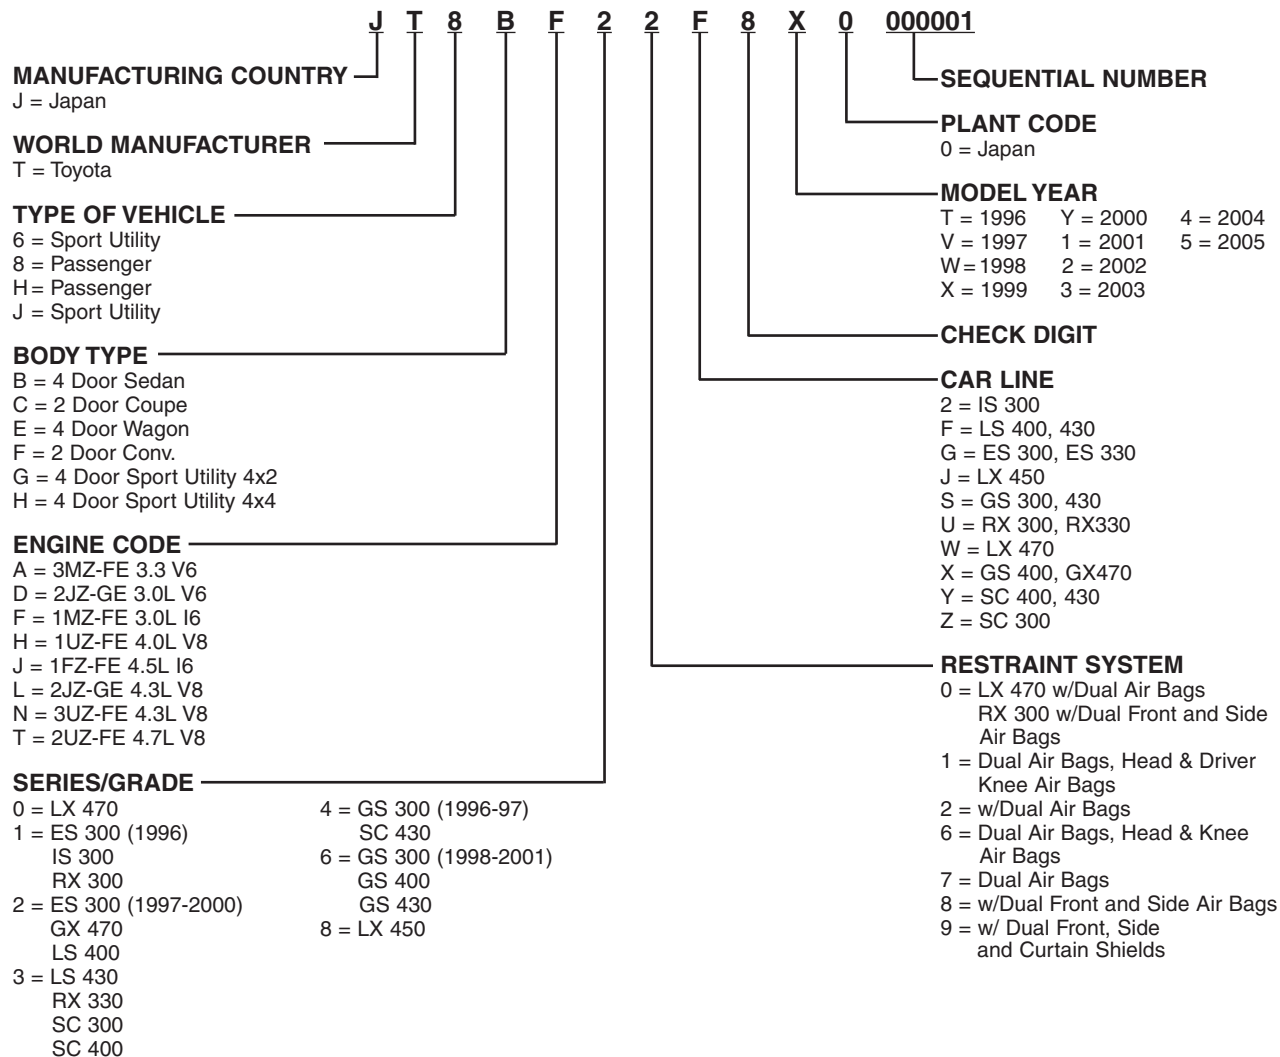 J T 8 B F 2 2 F 8 X 0 000001
MANUFACTURING COUNTRY
J = Japan
WORLD MANUFACTURER
T = Toyota
TYPE OF VEHICLE
6 = Sport Utility
8 = Passenger
H = Passenger
J = Sport Utility
BODY TYPE
B = 4 Door Sedan
C = 2 Door Coupe
E = 4 Door Wagon
F = 2 Door Conv.
G = 4 Door Sport Utility 4x2
H = 4 Door Sport Utility 4x4
ENGINE CODE
A = 3MZ-FE 3.3 V6
D = 2JZ-GE 3.0L V6
F = 1MZ-FE 3.0L I6
H = 1UZ-FE 4.0L V8
J = 1FZ-FE 4.5L I6
L = 2JZ-GE 4.3L V8
N = 3UZ-FE 4.3L V8
T = 2UZ-FE 4.7L V8
SERIES/GRADE
0 = LX 470
1 = ES 300 (1996)
IS 300
RX 300
2 = ES 300 (1997-2000)
GX 470
LS 400
3 = LS 430
RX 330
SC 300
SC 400
4 = GS 300 (1996-97)
SC 430
6 = GS 300 (1998-2001)
GS 400
GS 430
8 = LX 450
SEQUENTIAL NUMBER
PLANT CODE
0 = Japan
MODEL YEAR
T = 1996 Y = 2000 4 = 2004
V = 1997 1 = 2001 5 = 2005
W = 1998 2 = 2002
X = 1999 3 = 2003
CHECK DIGIT
CAR LINE
2 = IS 300
F = LS 400, 430
G = ES 300, ES 330
J = LX 450
S = GS 300, 430
U = RX 300, RX330
W = LX 470
X = GS 400, GX470
Y = SC 400, 430
Z = SC 300
RESTRAINT SYSTEM
0 = LX 470 w/Dual Air Bags
RX 300 w/Dual Front and Side
Air Bags
1 = Dual Air Bags, Head & Driver
Knee Air Bags
2 = w/Dual Air Bags
6 = Dual Air Bags, Head & Knee
Air Bags
7 = Dual Air Bags
8 = w/Dual Front and Side Air Bags
9 = w/ Dual Front, Side
and Curtain Shields